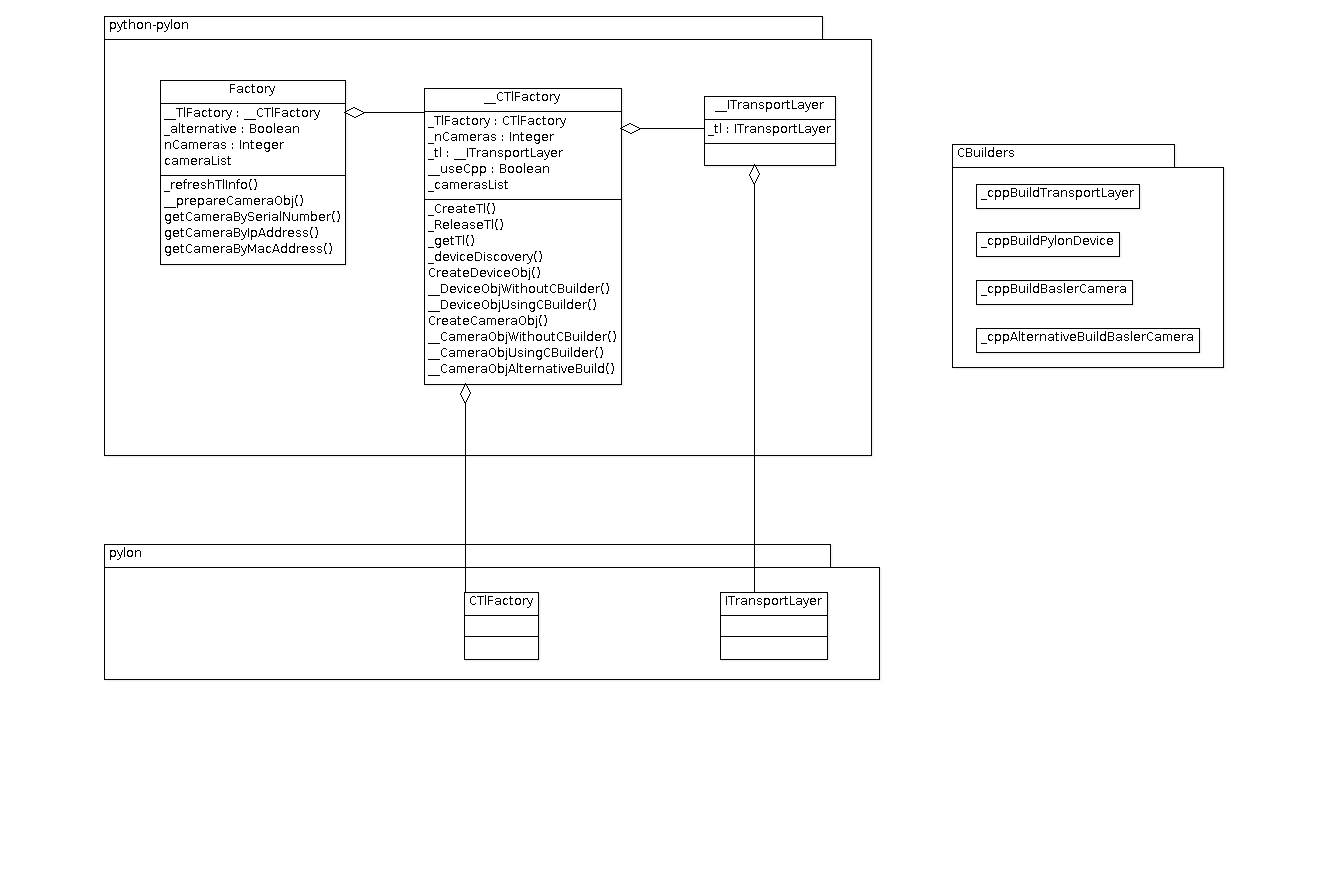 python-pylon
Factory
__TlFactory : __CTlFactory
_alternative : Boolean
nCameras : Integer
cameraList
_refreshTlInfo()
__prepareCameraObj()
getCameraBySerialNumber()
getCameraByIpAddress()
getCameraByMacAddress()
__CTlFactory
_TlFactory : CTlFactory
_nCameras : Integer
_tl : __ITransportLayer
__useCpp : Boolean
_camerasList
_CreateTl()
_ReleaseTl()
_getTl()
_deviceDiscovery()
CreateDeviceObj()
__DeviceObjWithoutCBuilder()
__DeviceObjUsingCBuilder()
CreateCameraObj()
__CameraObjWithoutCBuilder()
__CameraObjUsingCBuilder()
__CameraObjAlternativeBuild()
__ITransportLayer
_tl : ITransportLayer
CBuilders
_cppBuildTransportLayer
_cppBuildPylonDevice
_cppBuildBaslerCamera
_cppAlternativeBuildBaslerCamera
pylon
CTlFactory
ITransportLayer